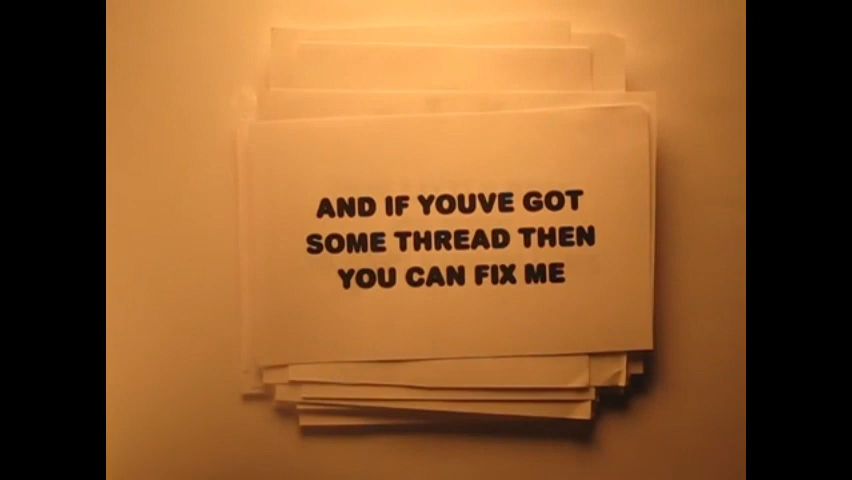 AND IF YOUVE GOT
SOME THREAD THEN
YOU CAN FIX ME